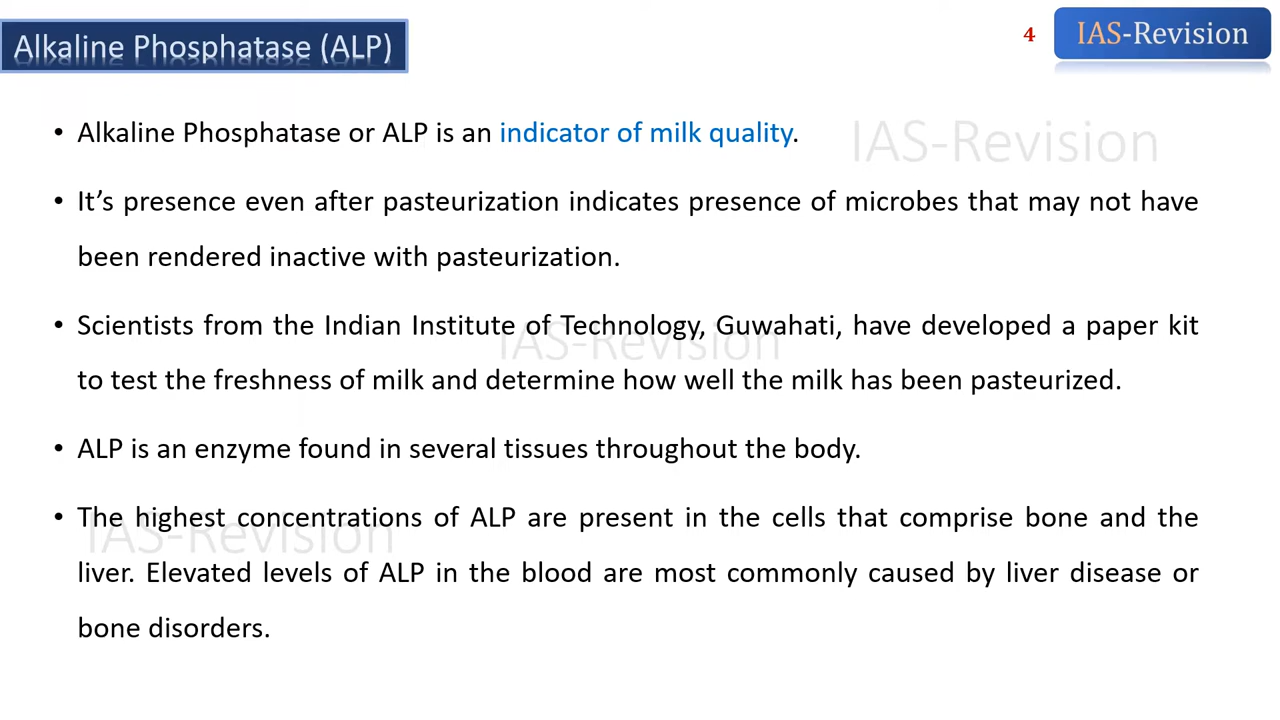 Alkaline Phosphatase (ALP)
4
IAS-Revision
• Alkaline Phosphatase or ALP is an indicator of milk quality.
IAS-Revision
• It’s presence even after pasteurization indicates presence of microbes that may not have
been rendered inactive with pasteurization.
• Scientists from the Indian Institute of Technology, Guwahati, have developed a paper kit
IAS-Revision
to test the freshness of milk and determine how well the milk has been pasteurized.
• ALP is an enzyme found in several tissues throughout the body.
• The highest concentrations of ALP are present in the cells that comprise bone and the
IAS-Revision
liver. Elevated levels of ALP in the blood are most commonly caused by liver disease or
bone disorders.